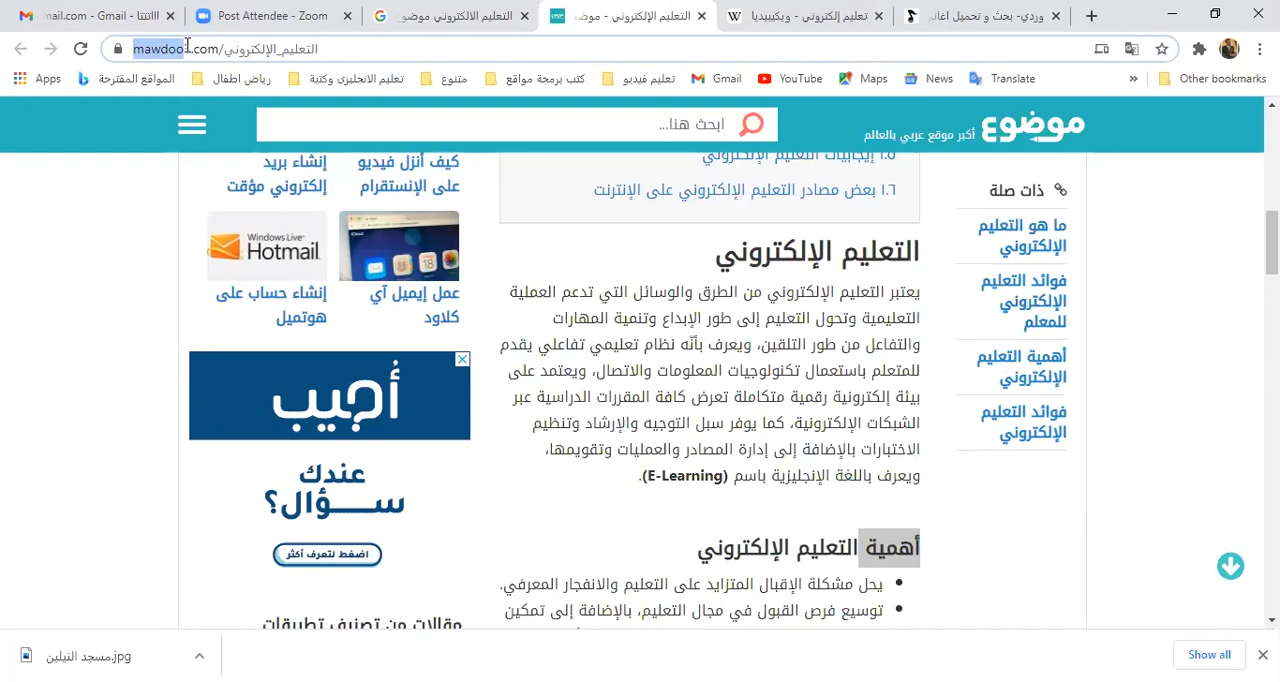 mail.com - Gmail - اللاتتنا
Post Attendee - Zoom
التعليم الالكتروني موضوع
التعليم الإلكتروني - موضـ
تعليم إلكتروني - ويكيبيديا
وردي- بحث و تحميل اغاني
mawdoo3.com/التعليم_الإلكتروني
Apps
المواقع المقترحة
رياض اطفال
تعليم الانجليزى وكتبة
متنوع
كتب برمجة مواقع
تعليم فيديو
Gmail
YouTube
Maps
News
Translate
Other bookmarks
موضوع
أكبر موقع عربي بالعالم
ابحث هنا...
١.٥ إيجابيات التعليم الإلكتروني
١.٦ بعض مصادر التعليم الإلكتروني على الإنترنت
ذات صلة
ما هو التعليم
الإلكتروني
فوائد التعليم
الإلكتروني
للمعلم
أهمية التعليم
الإلكتروني
فوائد التعليم
الإلكتروني
التعليم الإلكتروني
يعتبر التعليم الإلكتروني من الطرق والوسائل التي تدعم العملية
التعليمية وتحول التعليم إلى طور الإبداع وتنمية المهارات
والتفاعل من طور التلقين، ويعرف بأنّه نظام تعليمي تفاعلي يقدم
للمتعلم باستعمال تكنولوجيات المعلومات والاتصال، ويعتمد على
بيئة إلكترونية رقمية متكاملة تعرض كافة المقررات الدراسية عبر
الشبكات الإلكترونية، كما يوفر سبل التوجيه والإرشاد وتنظيم
الاختبارات بالإضافة إلى إدارة المصادر والعمليات وتقويمها،
ويعرف باللغة الإنجليزية باسم (E-Learning).
أهمية التعليم الإلكتروني
يحل مشكلة الإقبال المتزايد على التعليم والانفجار المعرفي.
توسيع فرص القبول في مجال التعليم، بالإضافة إلى تمكين
كيف أنزل فيديو
على الإنستقرام
إنشاء بريد
إلكتروني مؤقت
Windows Live
Hotmail
عمل إيميل آي
كلاود
إنشاء حساب على
هوتميل
أجيب
عندك
سؤال؟
اضغط لتعرف أكثر
مقالات من تصنيف تطبيقات
مسجد النيلين.jpg
Show all